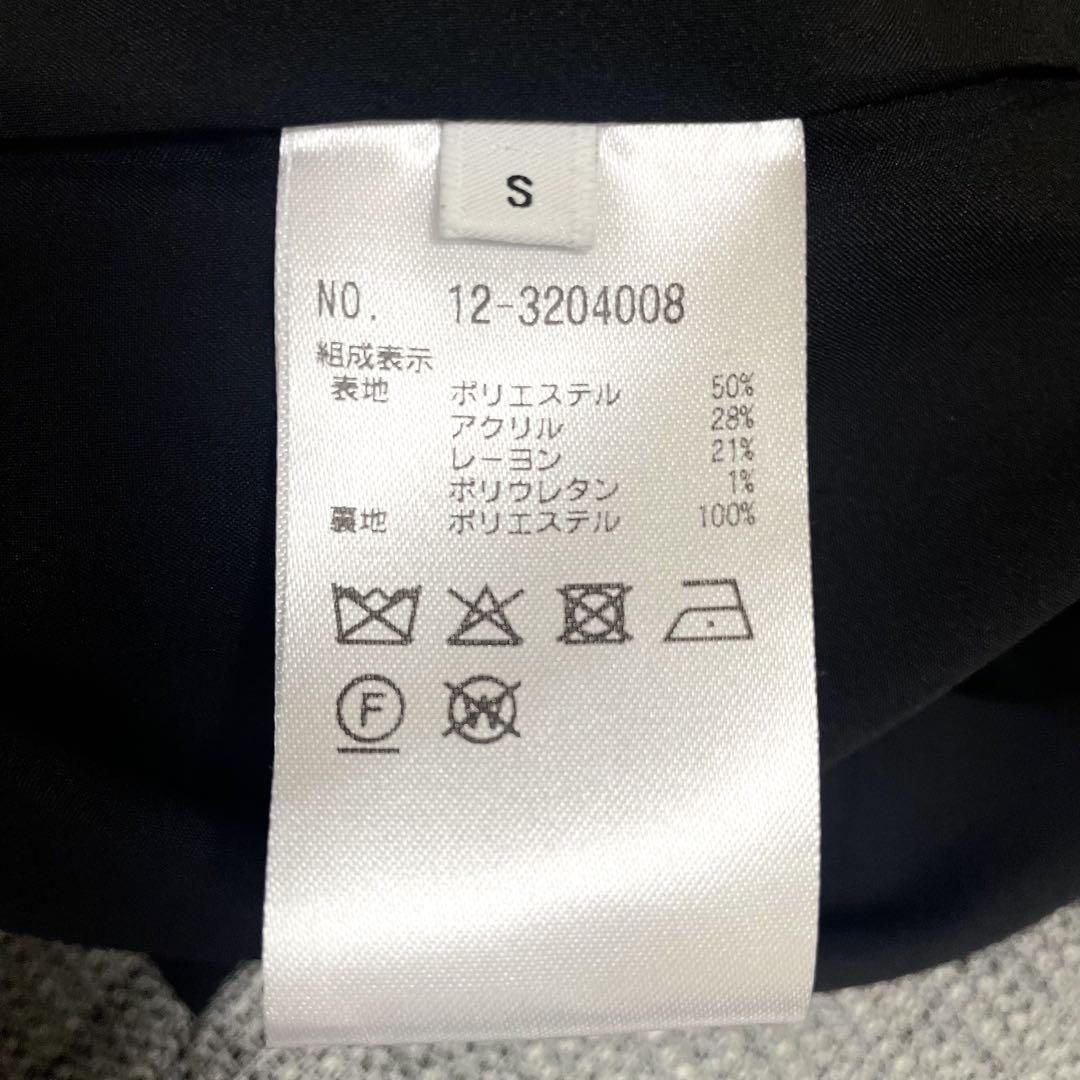 S
NO. 12-3204008
組成表示
表地 ポリエステル 50%
アクリル 28%
レーヨン 21%
ポリウレタン 1%
裏地 ポリエステル 100%
F
W